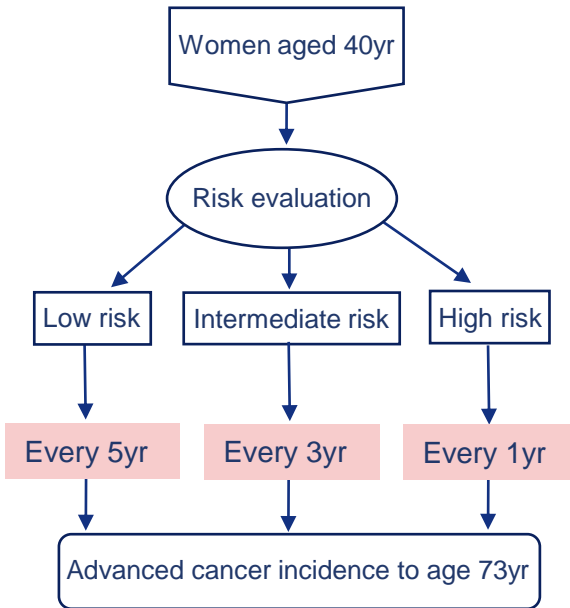 Women aged 40yr
Risk evaluation
Low risk
Intermediate risk
High risk
Every 5yr
Every 3yr
Every 1yr
Advanced cancer incidence to age 73yr